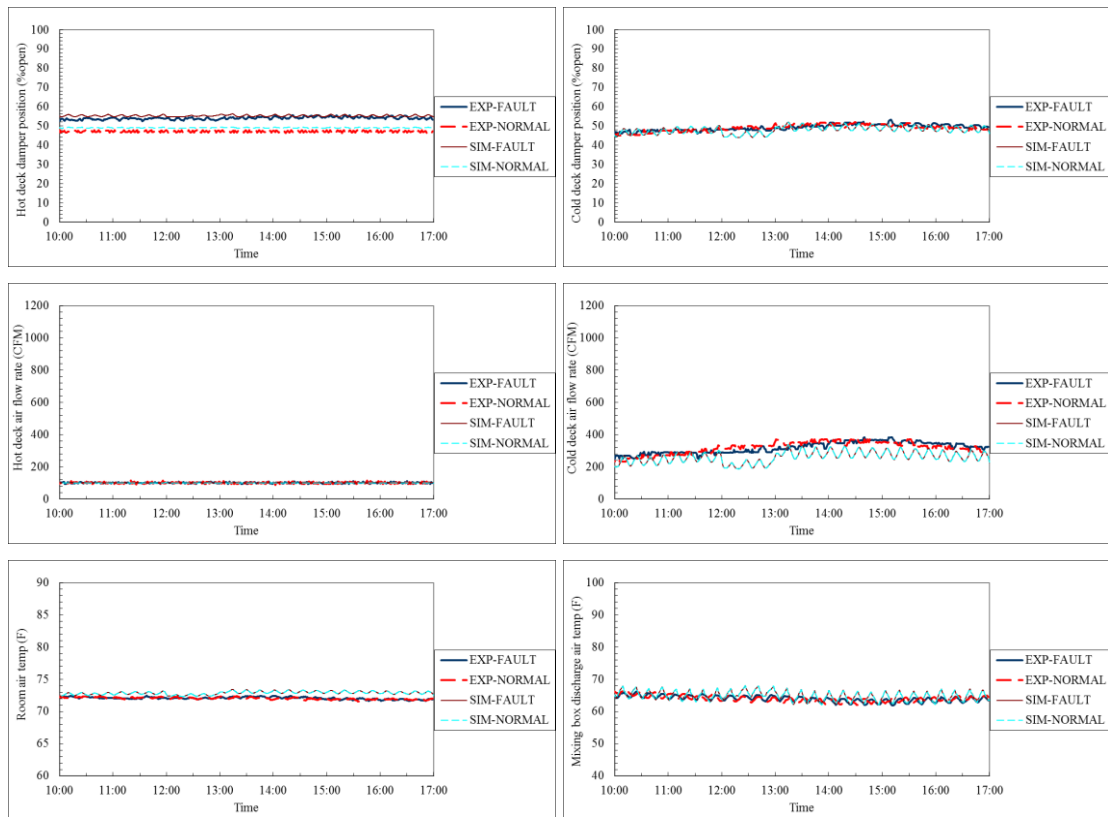 Hot deck damper position (%open)
100
90
80
70
60
50
40
30
20
10
0
10:00 11:00 12:00 13:00 14:00 15:00 16:00 17:00
Time
EXP-FAULT
EXP-NORMAL
SIM-FAULT
SIM-NORMAL
Cold deck damper position (%open)
100
90
80
70
60
50
40
30
20
10
0
10:00 11:00 12:00 13:00 14:00 15:00 16:00 17:00
Time
EXP-FAULT
EXP-NORMAL
SIM-FAULT
SIM-NORMAL
Hot deck air flow rate (CFM)
1200
1000
800
600
400
200
0
10:00 11:00 12:00 13:00 14:00 15:00 16:00 17:00
Time
EXP-FAULT
EXP-NORMAL
SIM-FAULT
SIM-NORMAL
Cold deck air flow rate (CFM)
1200
1000
800
600
400
200
0
10:00 11:00 12:00 13:00 14:00 15:00 16:00 17:00
Time
EXP-FAULT
EXP-NORMAL
SIM-FAULT
SIM-NORMAL
Room air temp (F)
90
85
80
75
70
65
60
10:00 11:00 12:00 13:00 14:00 15:00 16:00 17:00
Time
EXP-FAULT
EXP-NORMAL
SIM-FAULT
SIM-NORMAL
Mixing box discharge air temp (F)
100
90
80
70
60
50
40
10:00 11:00 12:00 13:00 14:00 15:00 16:00 17:00
Time
EXP-FAULT
EXP-NORMAL
SIM-FAULT
SIM-NORMAL